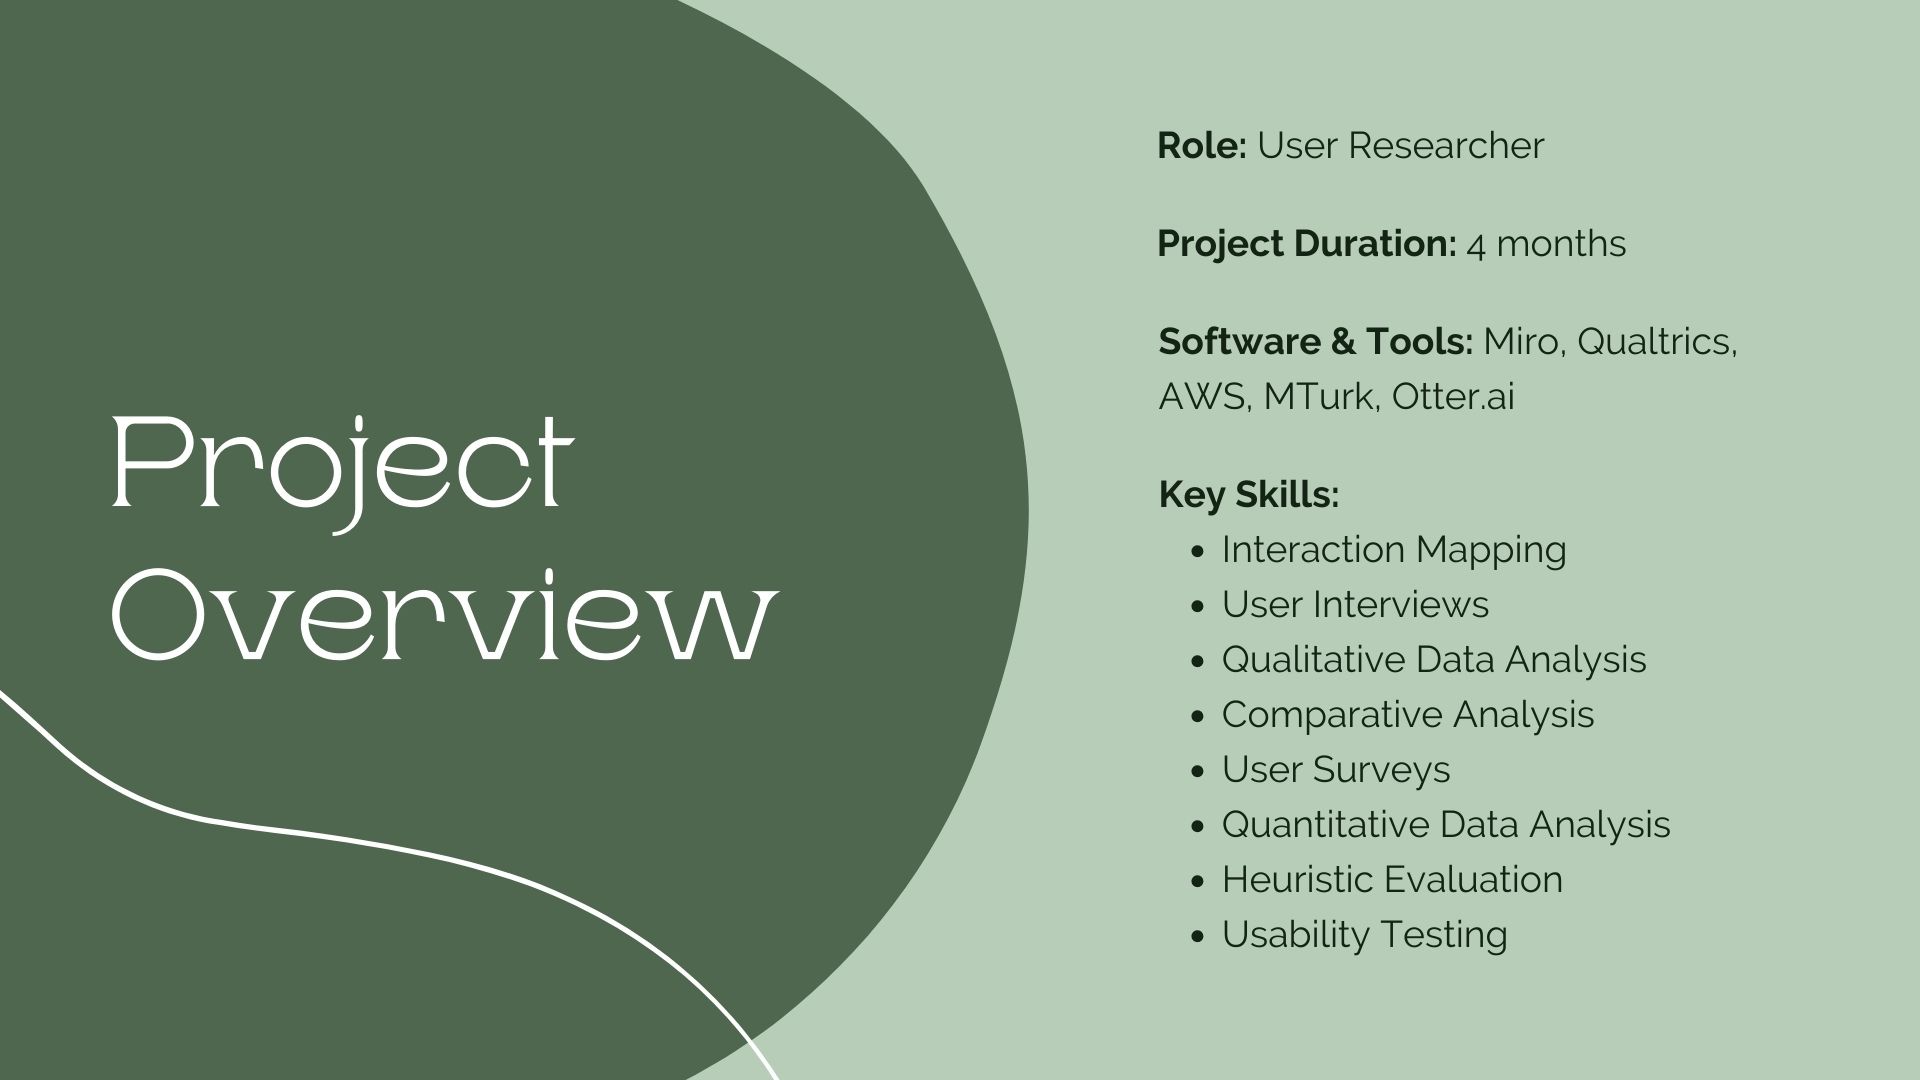 Project
Overview
Role: User Researcher
Project Duration: 4 months
Software & Tools: Miro, Qualtrics,
AWS, MTurk, Otter.ai
Key Skills:
• Interaction Mapping
• User Interviews
• Qualitative Data Analysis
• Comparative Analysis
• User Surveys
• Quantitative Data Analysis
• Heuristic Evaluation
• Usability Testing